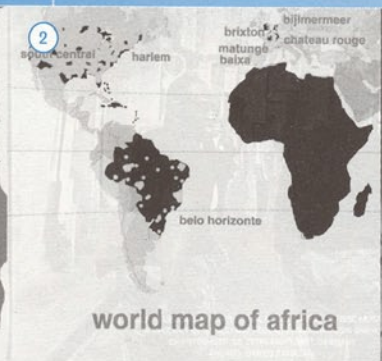 2
bijlmermeer
brixton
chateau rouge
south central
harlem
matunge
baixa
belo horizonte
world map of africa